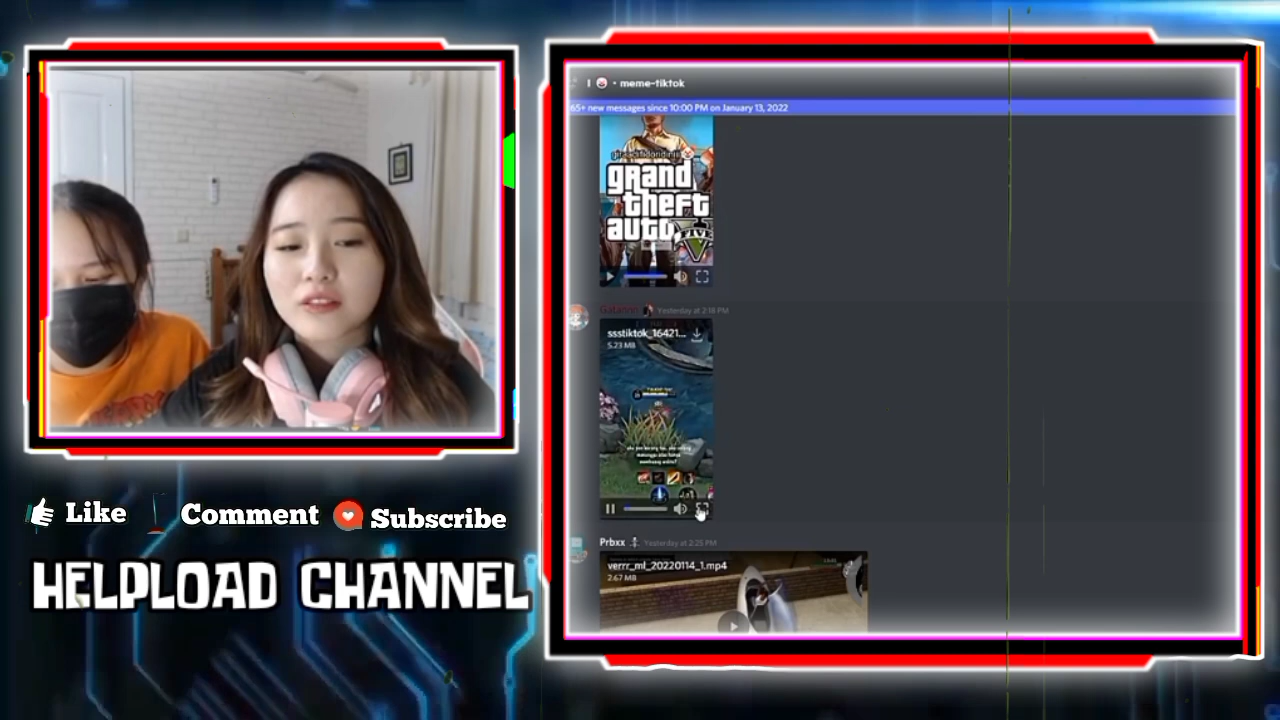 meme-tiktok
65+ new messages since 10:00 PM on January 13, 2022
grand
theft
auto
FIVE
Yesterday at 2:18 PM
ssstiktok_16421...
5.23 MB
Prbxx Yesterday at 2:25 PM
verrr_ml_20220114_1.mp4
2.67 MB
Like Comment Subscribe
HELPLOAD CHANNEL